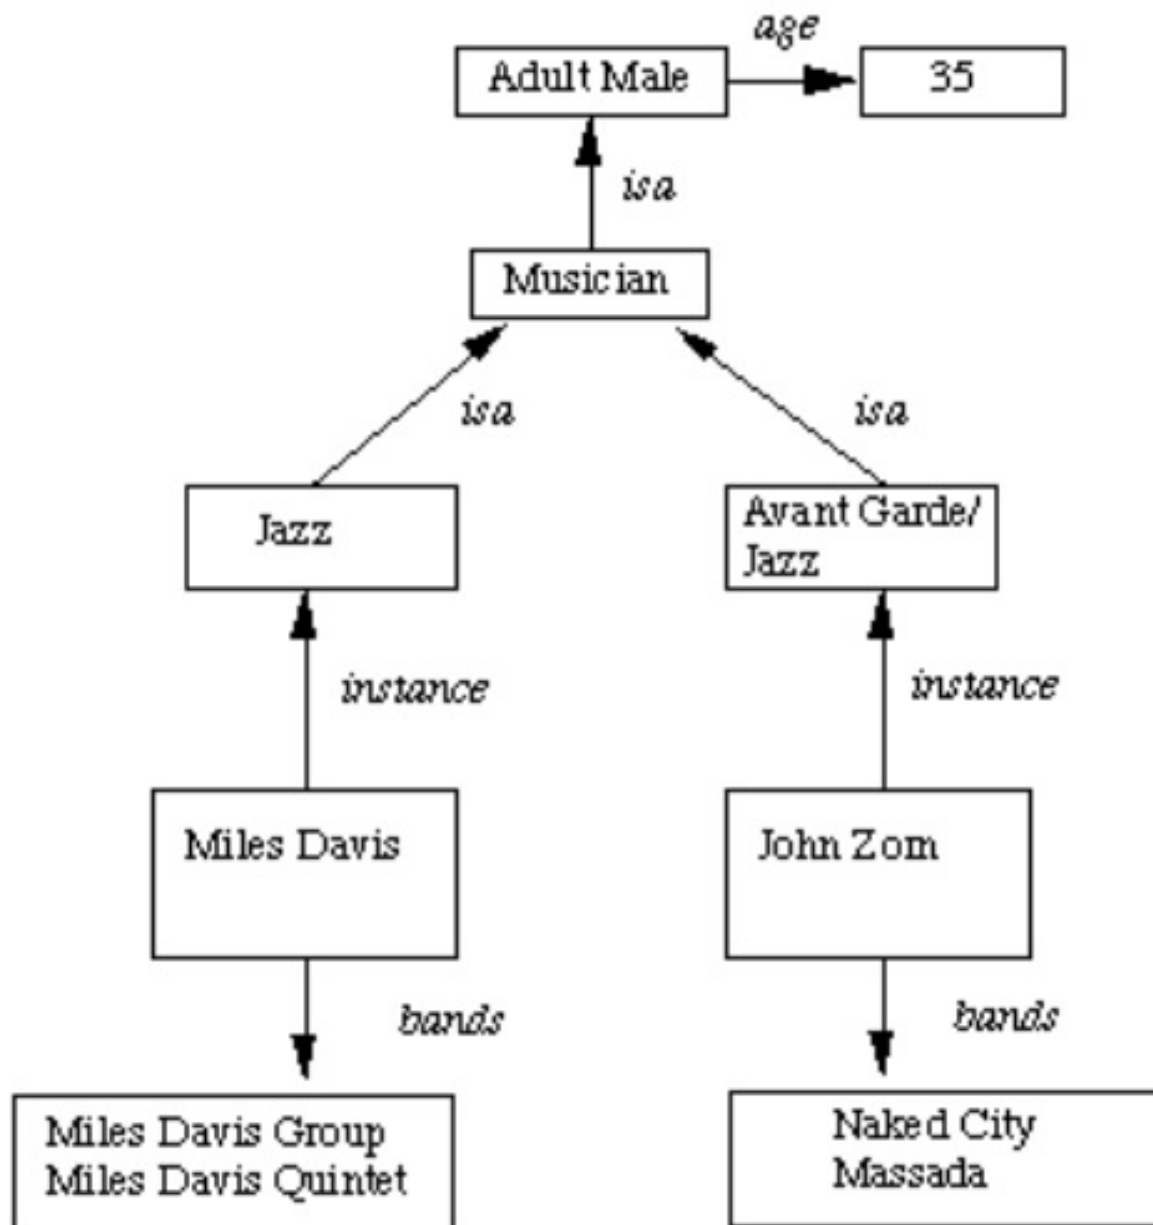 age
Adult Male
35
isa
Musician
isa
isa
Jazz
Avant Garde/
Jazz
instance
instance
Miles Davis
John Zorn
bands
bands
Miles Davis Group
Miles Davis Quintet
Naked City
Massada